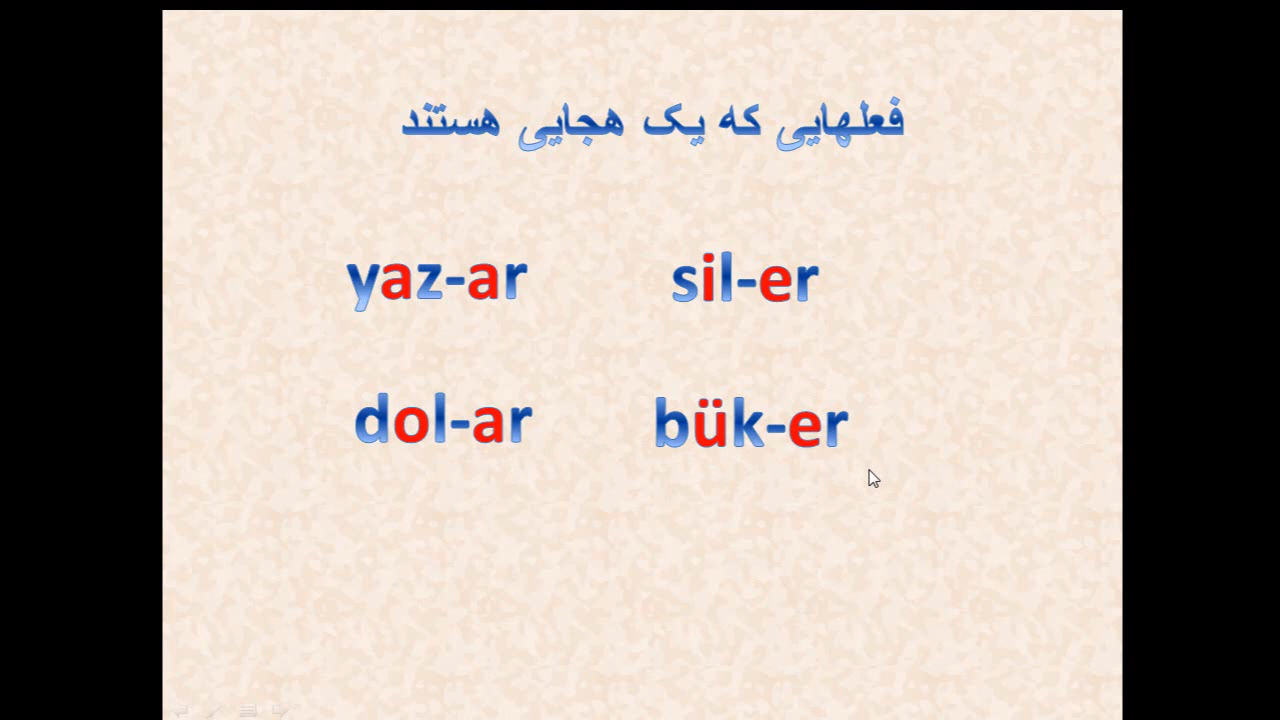 فعلهایی که یک هجایی هستند
yaz-ar sil-er
dol-ar bük-er